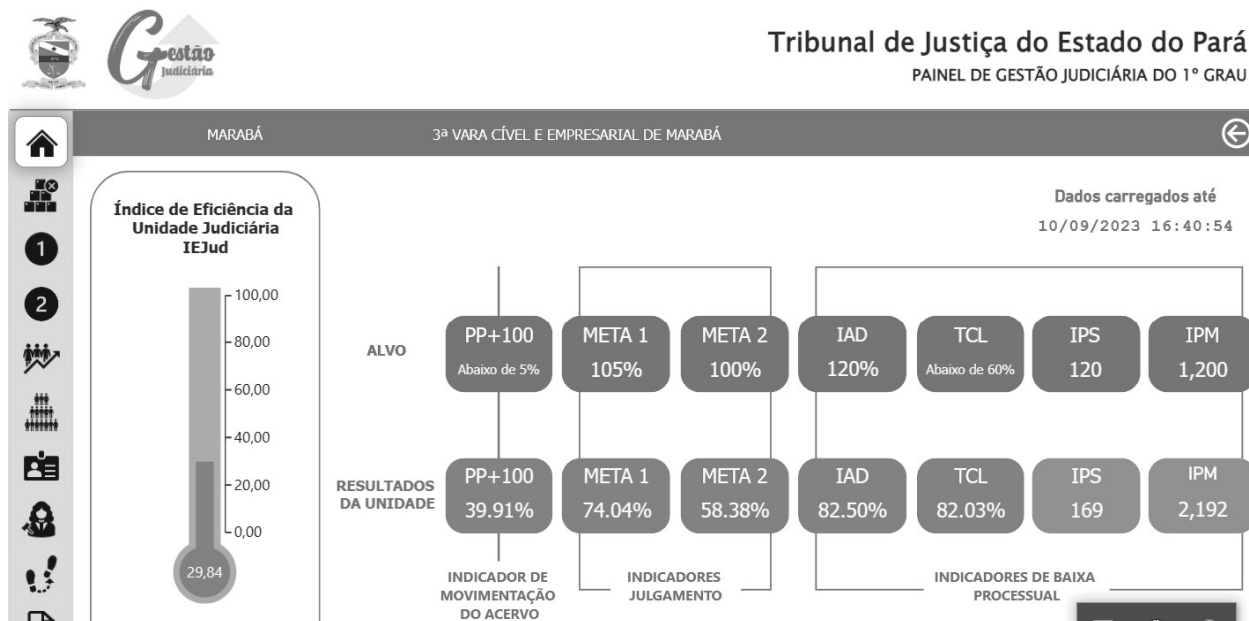 Gestão
Judiciária
Tribunal de Justiça do Estado do Pará
PAINEL DE GESTÃO JUDICIÁRIA DO 1º GRAU
MARABÁ
3ª VARA CÍVEL E EMPRESARIAL DE MARABÁ
Índice de Eficiência da
Unidade Judiciária
IEJud
100,00
80,00
60,00
40,00
20,00
0,00
29,84
Dados carregados até
10/09/2023 16:40:54
1
2
ALVO
PP+100
Abaixo de 5%
META 1
105%
META 2
100%
IAD
120%
TCL
Abaixo de 60%
IPS
120
IPM
1,200
RESULTADOS
DA UNIDADE
PP+100
39.91%
META 1
74.04%
META 2
58.38%
IAD
82.50%
TCL
82.03%
IPS
169
IPM
2,192
INDICADOR DE
MOVIMENTAÇÃO
DO ACERVO
INDICADORES
JULGAMENTO
INDICADORES DE BAIXA
PROCESSUAL